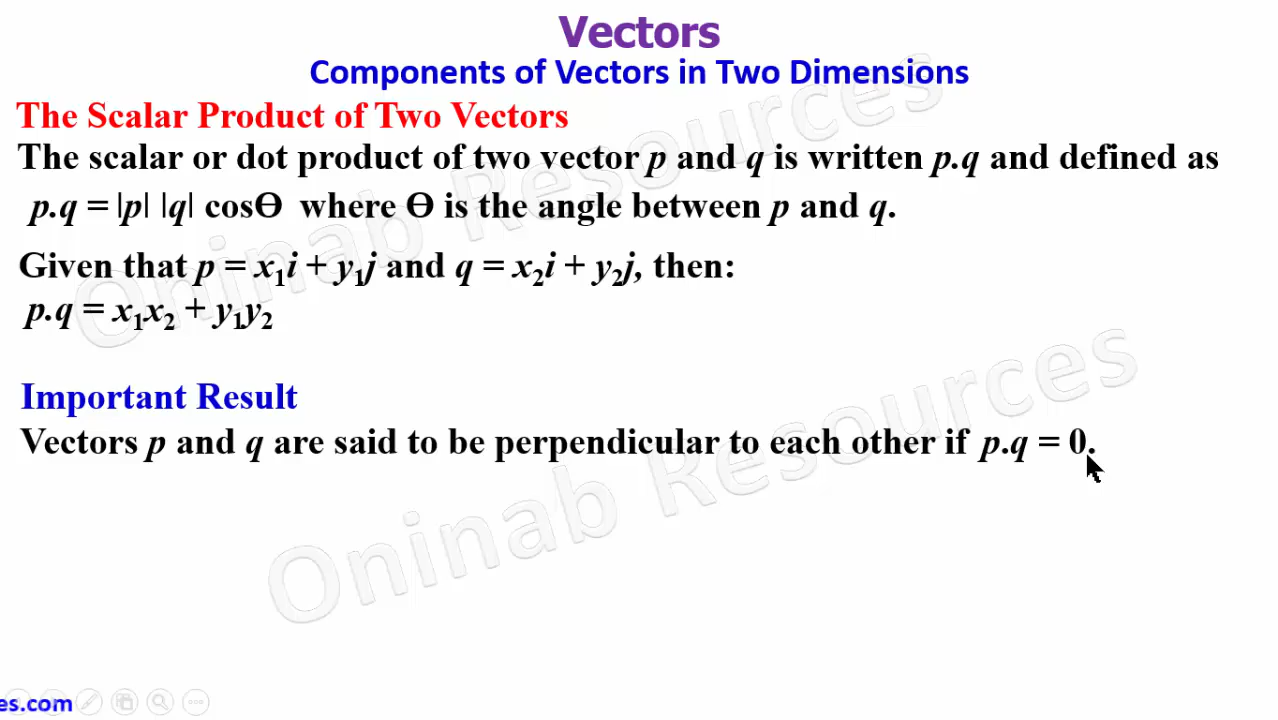 Vectors
Components of Vectors in Two Dimensions
The Scalar Product of Two Vectors
The scalar or dot product of two vector p and q is written p.q and defined as
p.q = |p| |q| cosϴ where ϴ is the angle between p and q.
Given that p = x₁i + y₁j and q = x₂i + y₂j, then:
p.q = x₁x₂ + y₁y₂
Important Result
Vectors p and q are said to be perpendicular to each other if p.q = 0.
Oninab Resources
Oninab Resources
es.com